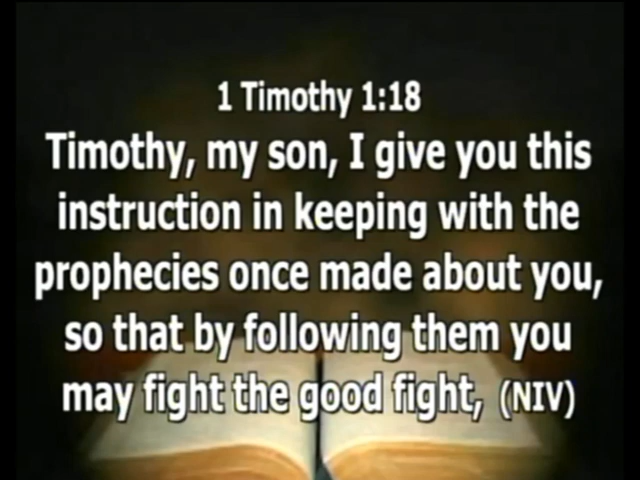 1 Timothy 1:18
Timothy, my son, I give you this
instruction in keeping with the
prophecies once made about you,
so that by following them you
may fight the good fight, (NIV)